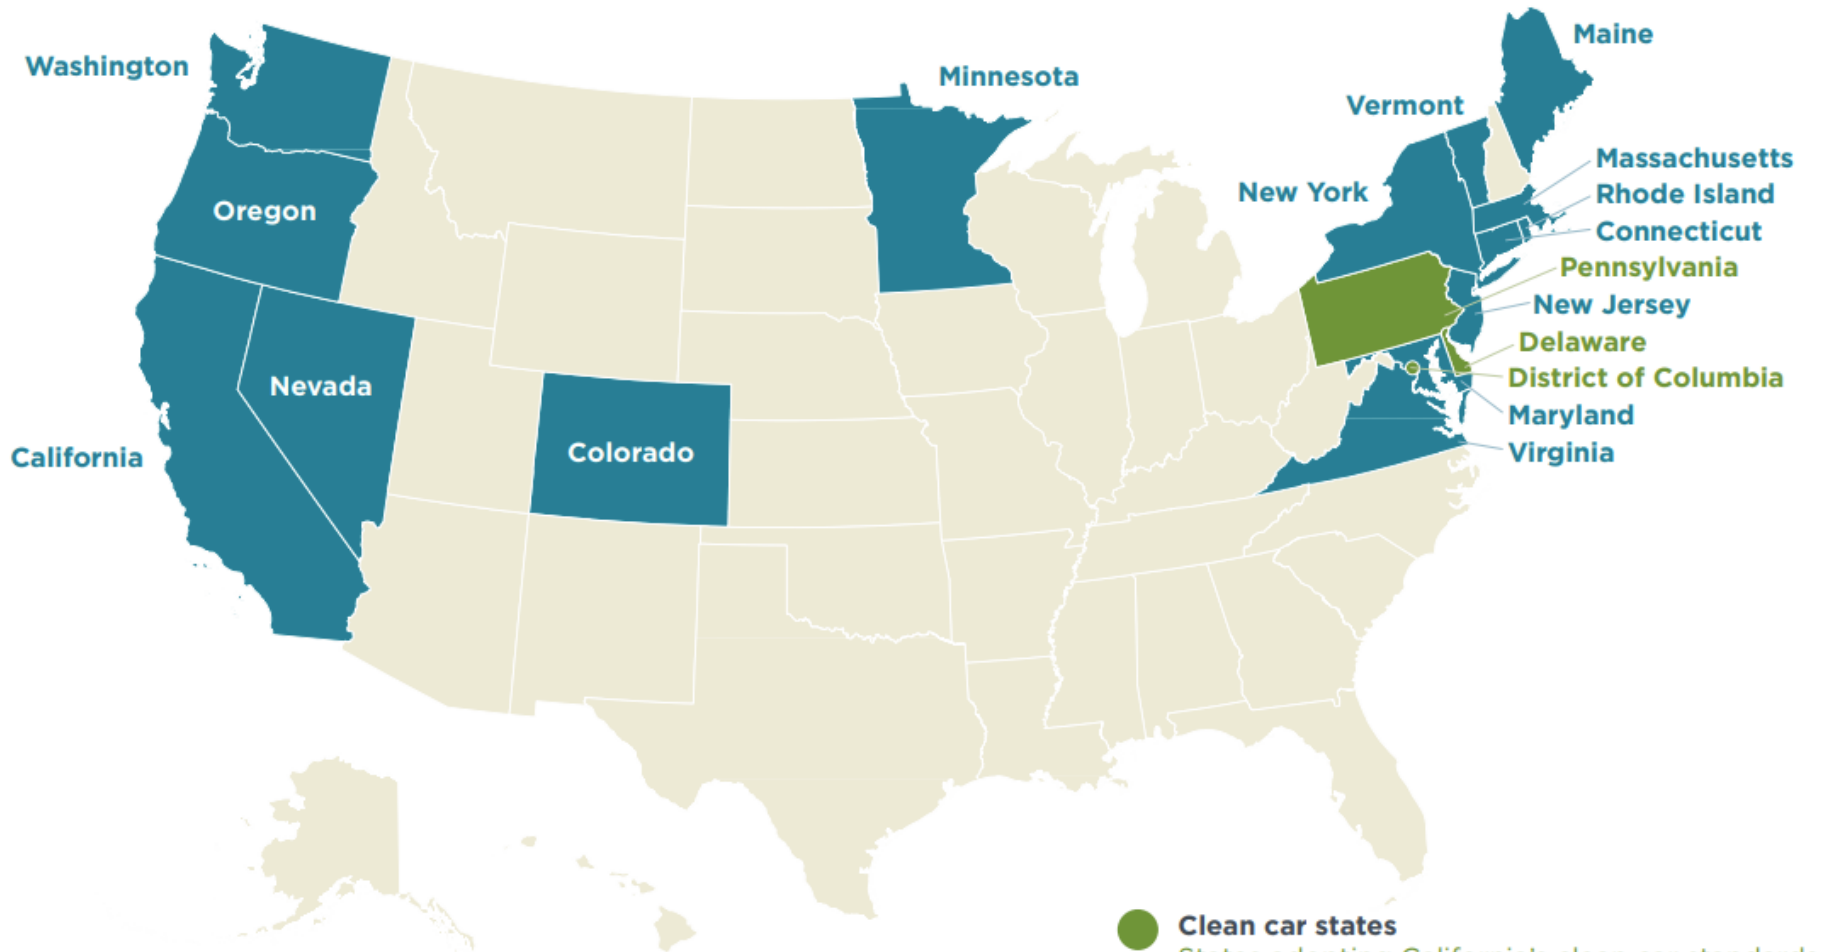 Maine
Washington
Minnesota
Vermont
Massachusetts
New York
Rhode Island
Oregon
Connecticut
Pennsylvania
New Jersey
Delaware
District of Columbia
Nevada
Maryland
Colorado
Virginia
California
Clean car states